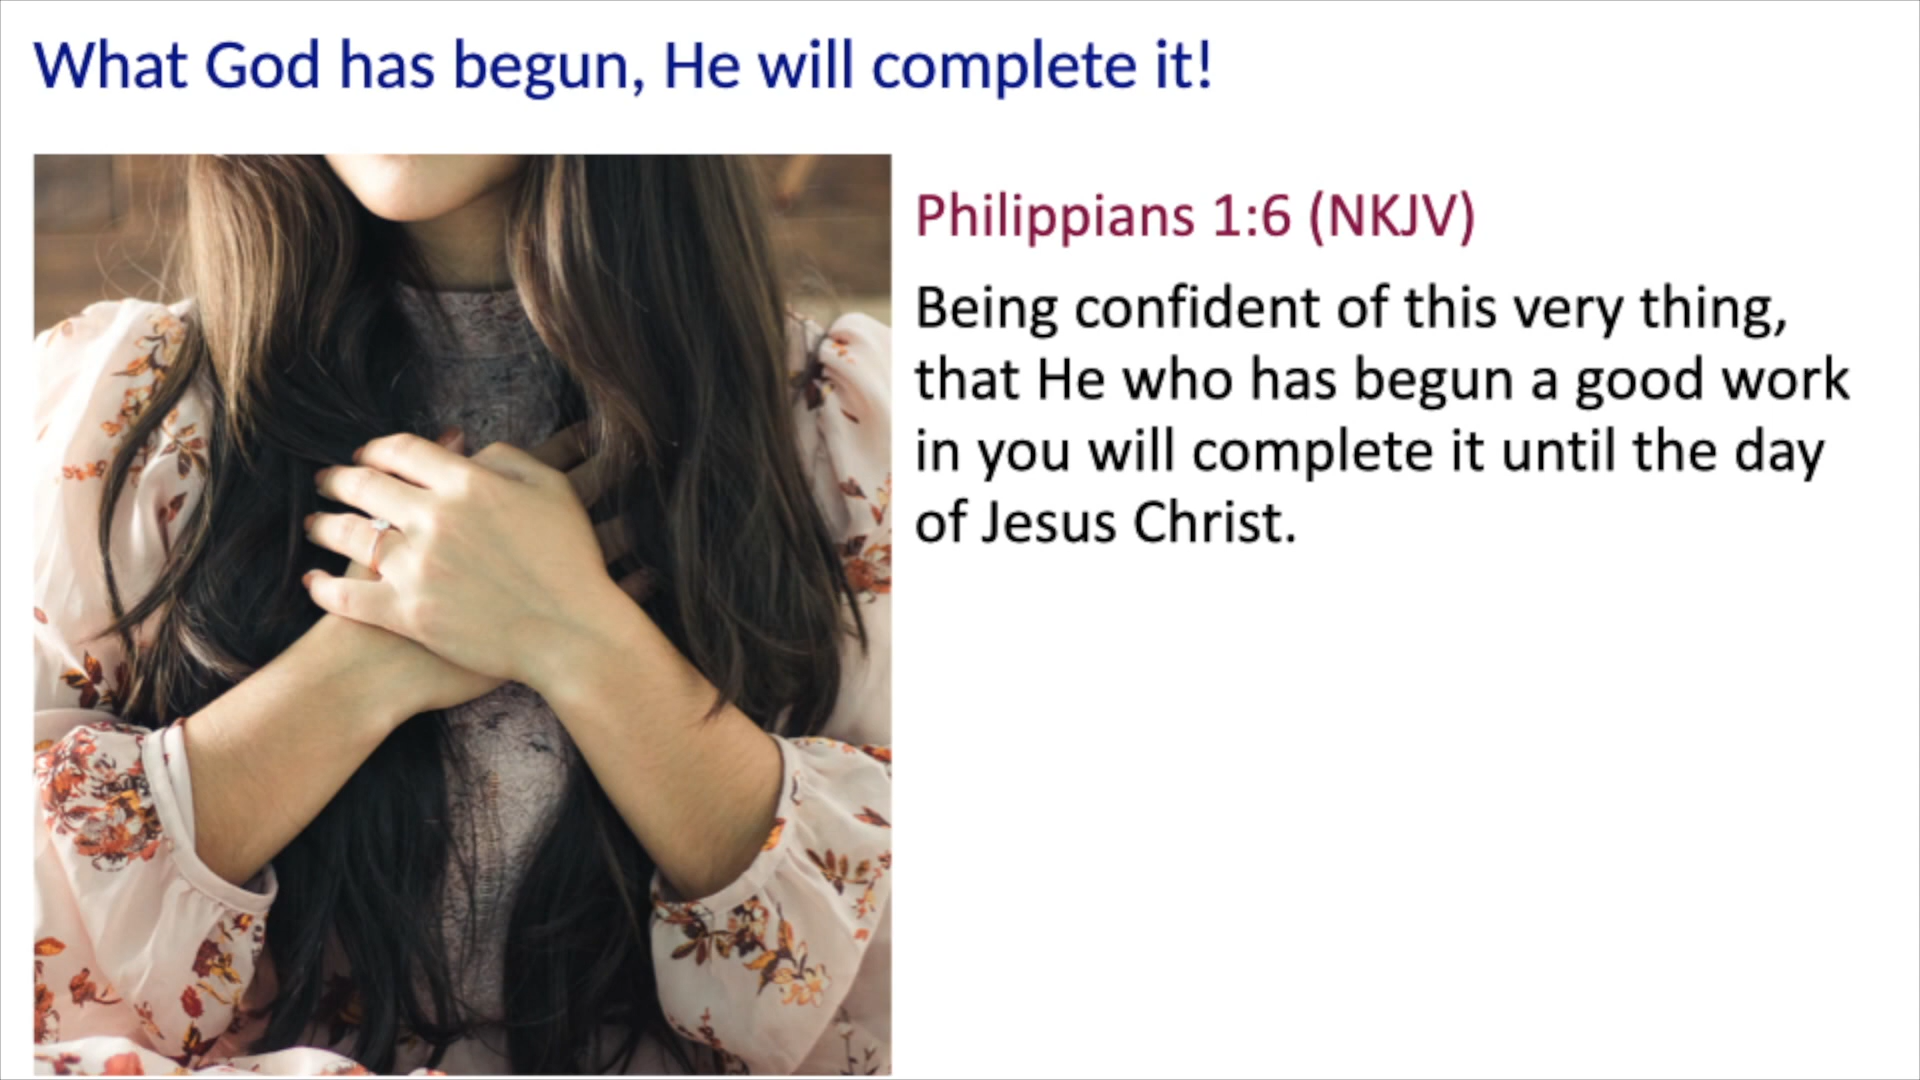 What God has begun, He will complete it!
Philippians 1:6 (NKJV)
Being confident of this very thing,
that He who has begun a good work
in you will complete it until the day
of Jesus Christ.